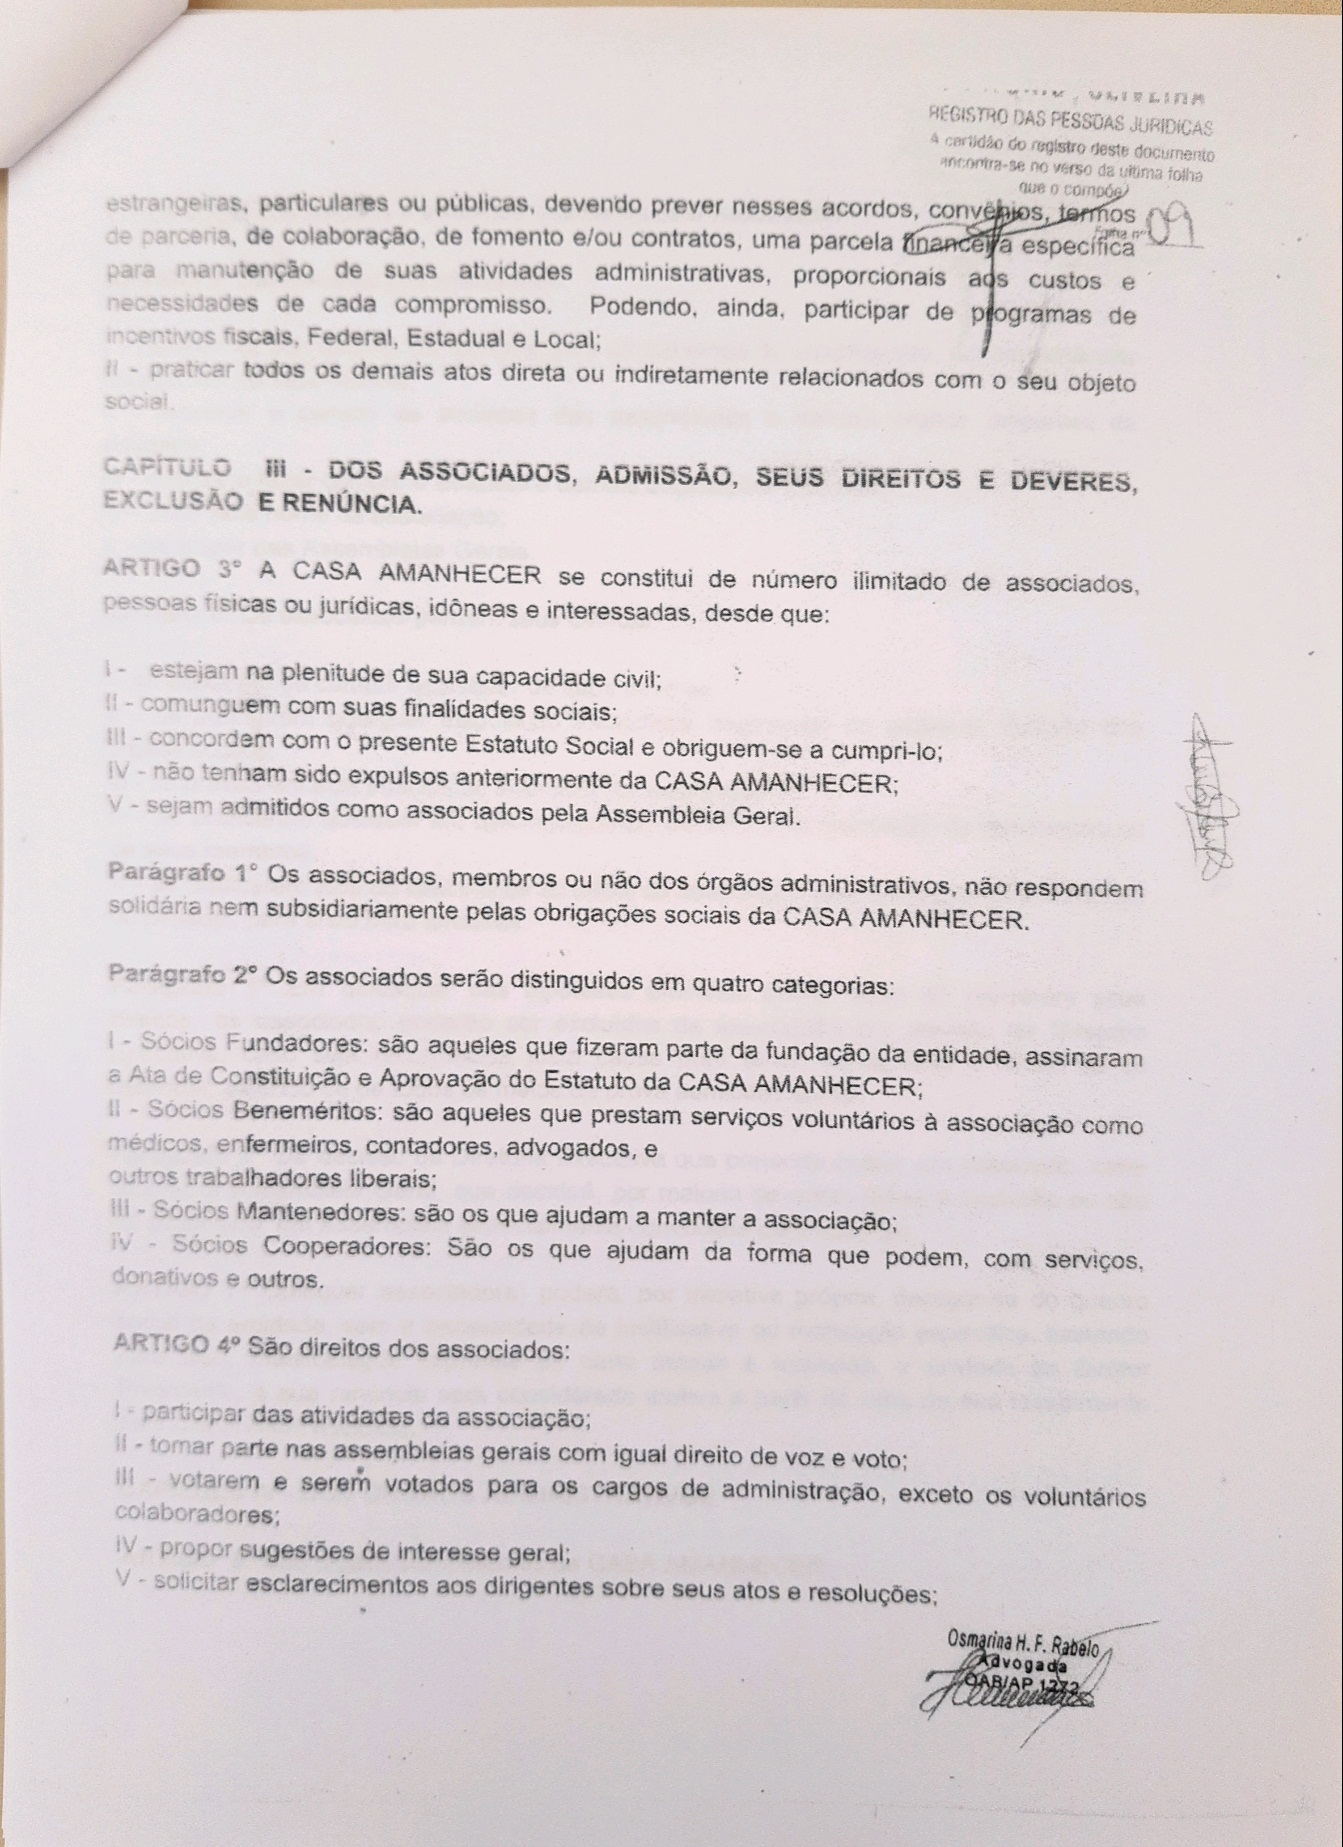 REGISTRO DAS PESSOAS JURIDICAS
A certidão do registro deste documento
encontra-se no verso da ultima folha
que o compõe
Folha nº 09
estrangeiras, particulares ou públicas, devendo prever nesses acordos, convênios, termos
de parceria, de colaboração, de fomento e/ou contratos, uma parcela financeira específica
para manutenção de suas atividades administrativas, proporcionais aos custos e
necessidades de cada compromisso. Podendo, ainda, participar de programas de
incentivos fiscais, Federal, Estadual e Local;
II - praticar todos os demais atos direta ou indiretamente relacionados com o seu objeto
social.
CAPÍTULO III - DOS ASSOCIADOS, ADMISSÃO, SEUS DIREITOS E DEVERES,
EXCLUSÃO E RENÚNCIA.
ARTIGO 3° A CASA AMANHECER se constitui de número ilimitado de associados,
pessoas físicas ou jurídicas, idôneas e interessadas, desde que:
I - estejam na plenitude de sua capacidade civil;
II - comunguem com suas finalidades sociais;
III - concordem com o presente Estatuto Social e obriguem-se a cumpri-lo;
IV - não tenham sido expulsos anteriormente da CASA AMANHECER;
V - sejam admitidos como associados pela Assembleia Geral.
Parágrafo 1° Os associados, membros ou não dos órgãos administrativos, não respondem
solidária nem subsidiariamente pelas obrigações sociais da CASA AMANHECER.
Parágrafo 2° Os associados serão distinguidos em quatro categorias:
I - Sócios Fundadores: são aqueles que fizeram parte da fundação da entidade, assinaram
a Ata de Constituição e Aprovação do Estatuto da CASA AMANHECER;
II - Sócios Beneméritos: são aqueles que prestam serviços voluntários à associação como
médicos, enfermeiros, contadores, advogados, e
outros trabalhadores liberais;
III - Sócios Mantenedores: são os que ajudam a manter a associação;
IV - Sócios Cooperadores: São os que ajudam da forma que podem, com serviços,
donativos e outros.
ARTIGO 4º São direitos dos associados:
I - participar das atividades da associação;
II - tomar parte nas assembleias gerais com igual direito de voz e voto;
III - votarem e serem votados para os cargos de administração, exceto os voluntários
colaboradores;
IV - propor sugestões de interesse geral;
V - solicitar esclarecimentos aos dirigentes sobre seus atos e resoluções;
Osmarina H. F. Rabelo
Advogada
OAB/AP 1272